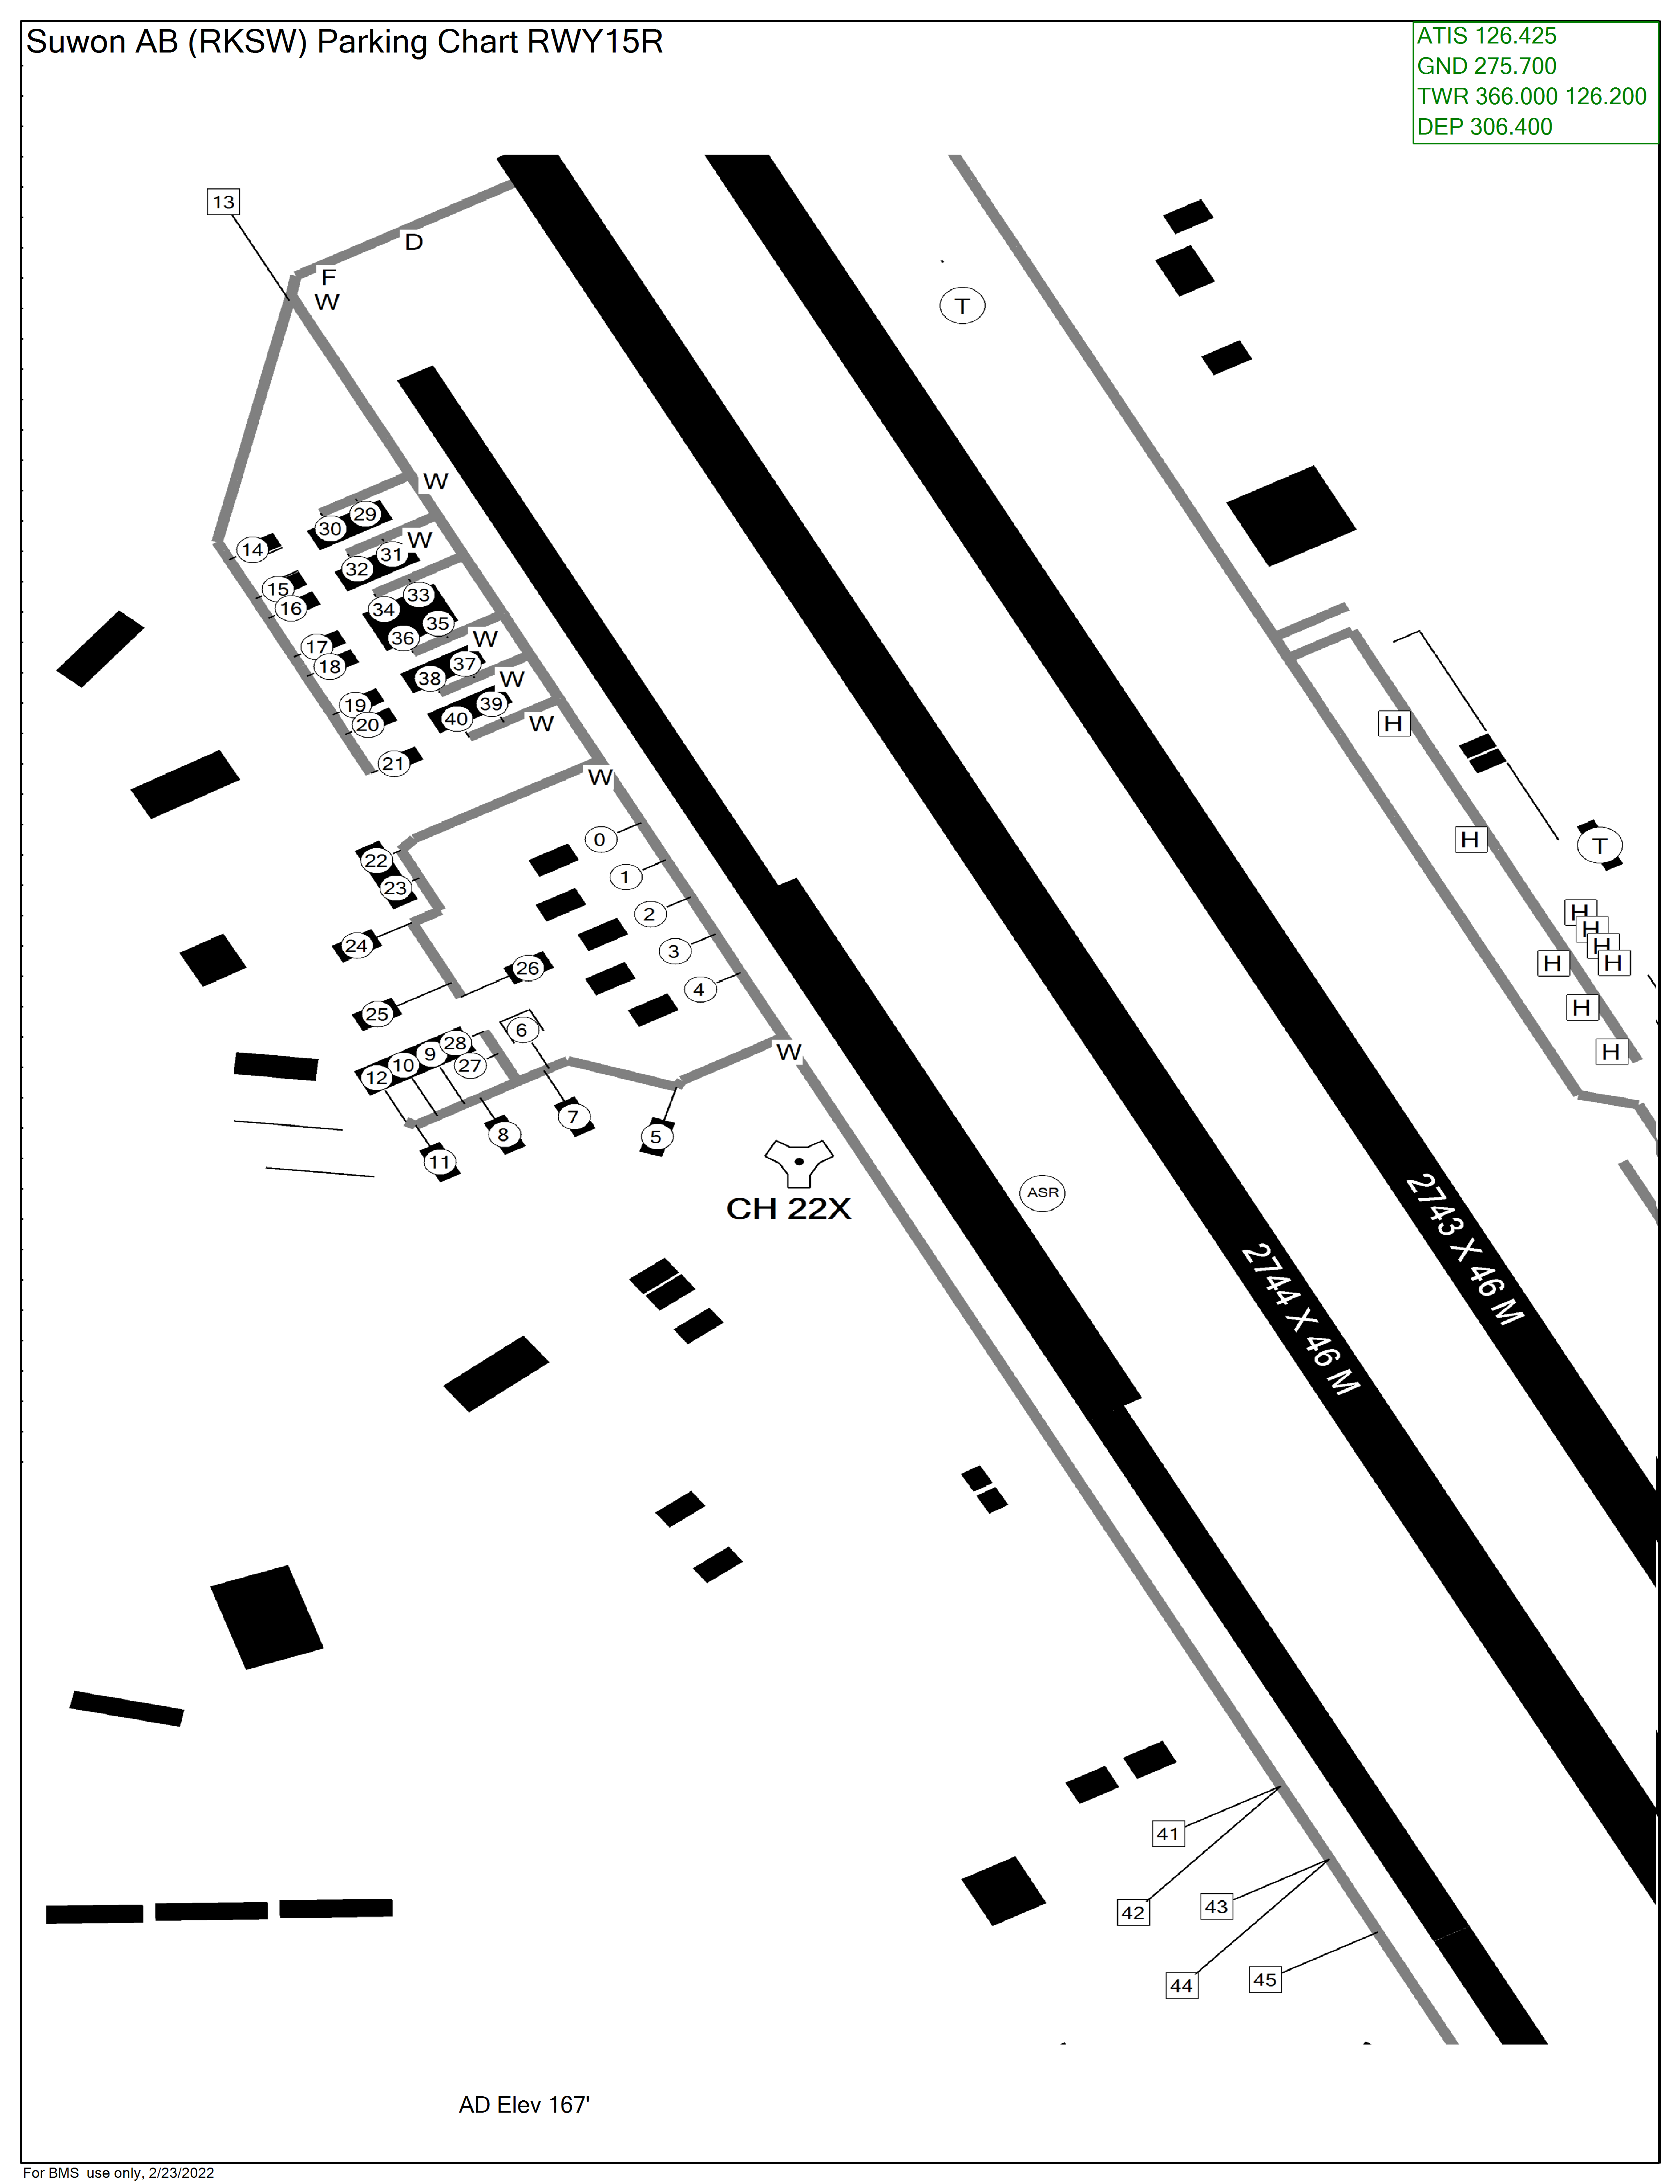 Suwon AB (RKSW) Parking Chart RWY15R
ATIS 126.425
GND 275.700
TWR 366.000 126.200
DEP 306.400
13
D
F
W
T
W
29
30
W
31
32
14
33
34
35
36
15
16
W
17
18
37
38
W
19
20
39
40
W
21
W
H
0
H
T
22
1
23
2
H
H
H
H
24
3
H
26
4
25
H
6
28
9
10
27
12
W
H
7
8
5
11
CH 22X
ASR
2743 X 46 M
2744 X 46 M
41
42
43
44
45
AD Elev 167'
For BMS use only, 2/23/2022